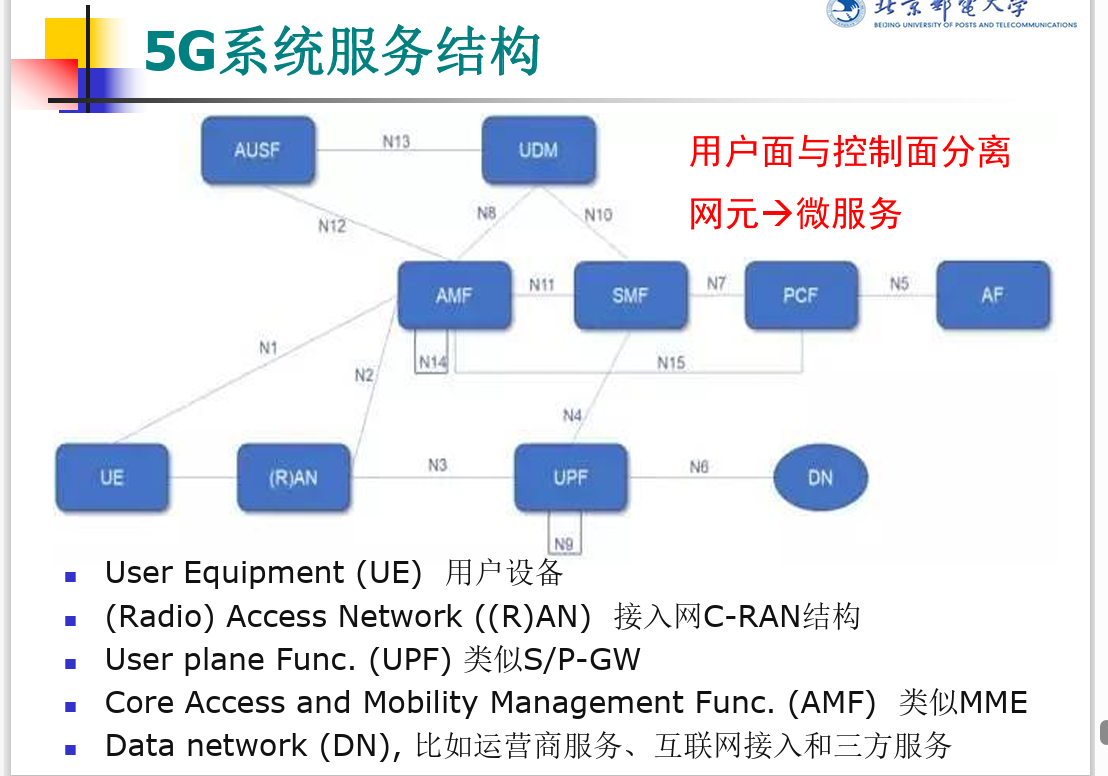 北京邮电大学
BEIJING UNIVERSITY OF POSTS AND TELECOMMUNICATIONS
5G系统服务结构
AUSF
N13
UDM
用户面与控制面分离
网元→微服务
N12
N8
N10
AMF
N11
SMF
N7
PCF
N5
AF
N1
N2
N14
N15
N4
UE
(R)AN
N3
UPF
N6
DN
N9
User Equipment (UE) 用户设备
(Radio) Access Network ((R)AN) 接入网C-RAN结构
User plane Func. (UPF) 类似S/P-GW
Core Access and Mobility Management Func. (AMF) 类似MME
Data network (DN), 比如运营商服务、互联网接入和三方服务